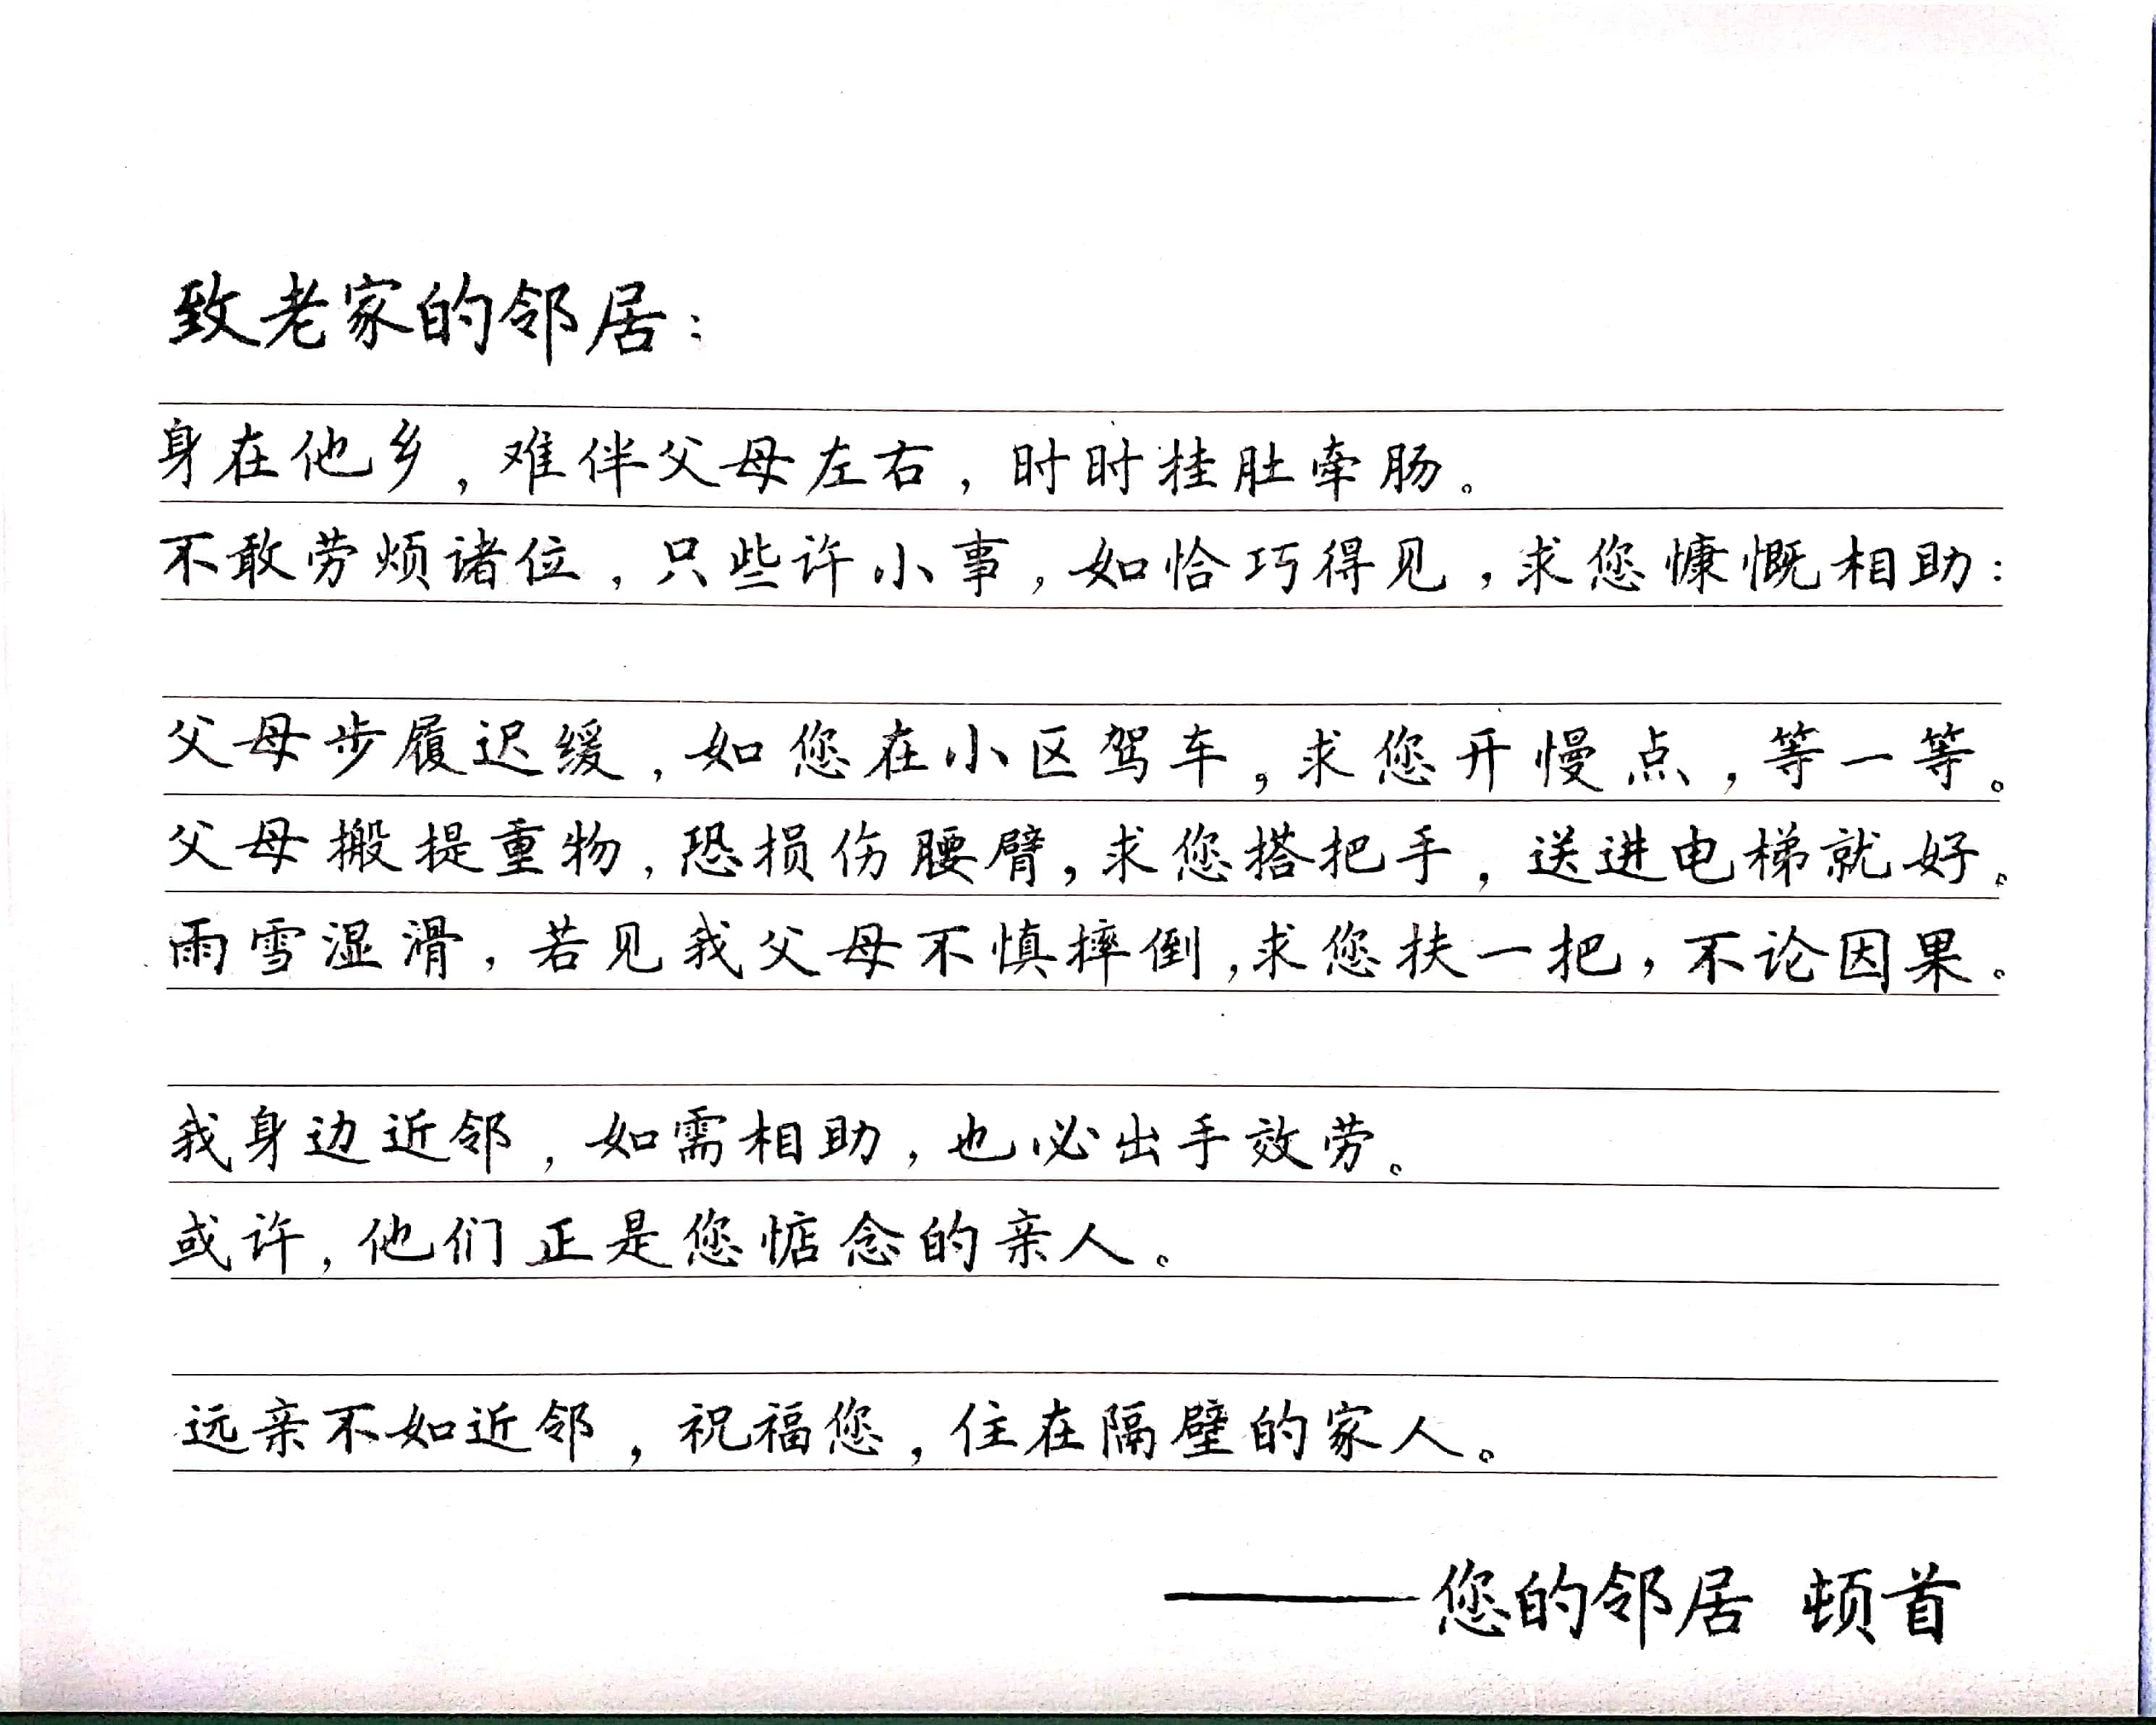 致老家的邻居：
身在他乡，难伴父母左右，时时挂肚牵肠。
不敢劳烦诸位，只些许小事，如恰巧得见，求您慷慨相助：
父母步履迟缓，如您在小区驾车，求您开慢点，等一等。
父母搬提重物，恐损伤腰臂，求您搭把手，送进电梯就好。
雨雪湿滑，若见我父母不慎摔倒，求您扶一把，不论因果。
我身边近邻，如需相助，也必出手效劳。
或许，他们正是您惦念的亲人。
远亲不如近邻，祝福您，住在隔壁的家人。
——您的邻居 顿首